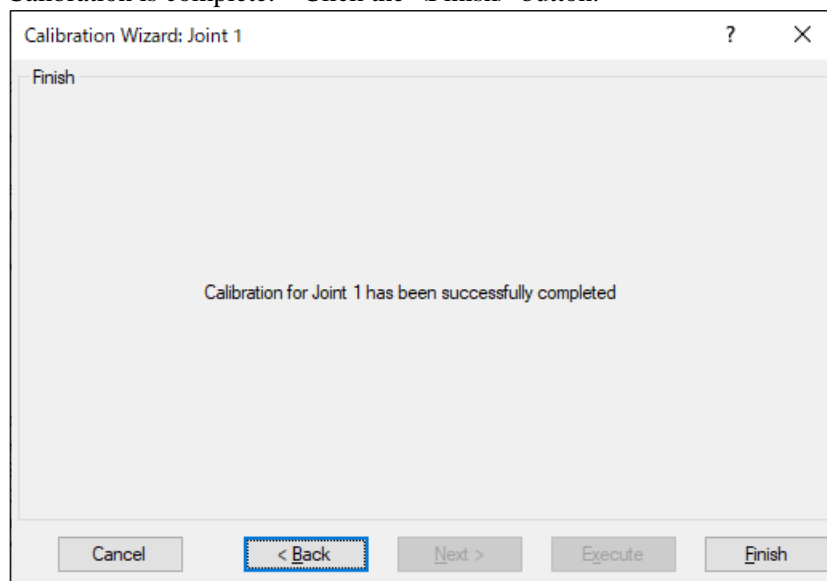 Calibration is complete. Click the <Finish> button.
Calibration Wizard: Joint 1 ? ×
Finish
Calibration for Joint 1 has been successfully completed
Cancel < Back Next > Execute Finish